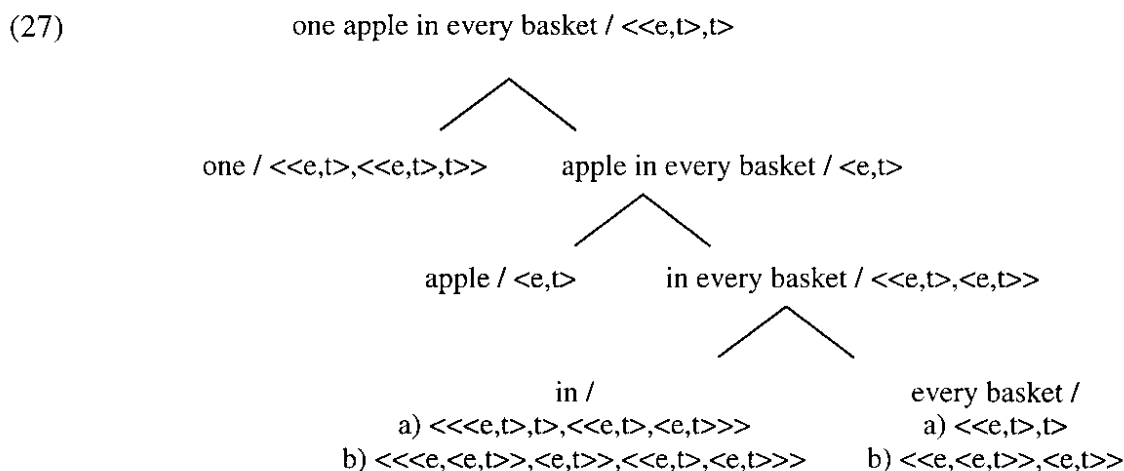 (27) one apple in every basket / <<e,t>,t>
one / <<e,t>,<<e,t>,t>> apple in every basket / <e,t>
apple / <e,t> in every basket / <<e,t>,<e,t>>
in / every basket /
a) <<<e,t>,t>,<<e,t>,<e,t>>> a) <<e,t>,t>
b) <<<e,<e,t>>,<e,t>>,<<e,t>,<e,t>>> b) <<e,<e,t>>,<e,t>>